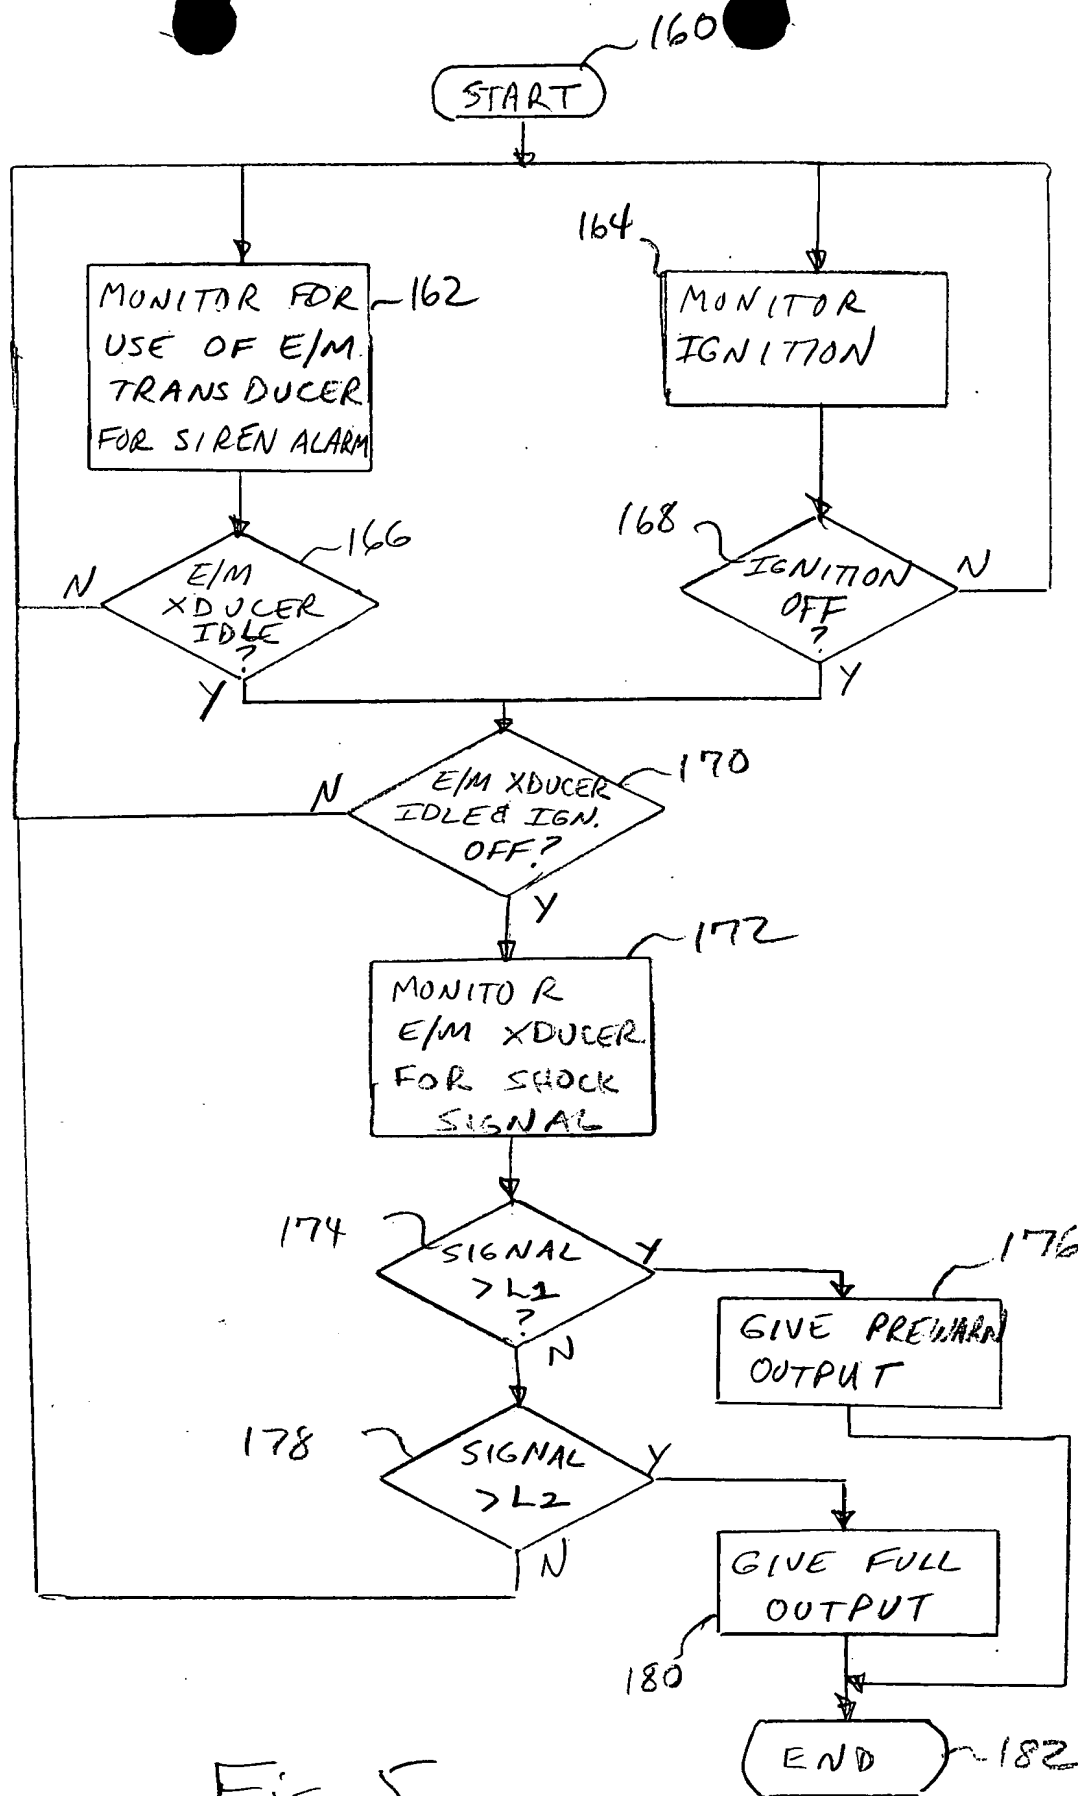 160
START
164
MONITOR FOR
USE OF E/M
TRANSDUCER
FOR SIREN ALARM
162
MONITOR
IGNITION
166
E/M
XDUCER
IDLE
?
N
Y
168
IGNITION
OFF
?
N
Y
170
E/M XDUCER
IDLE & IGN.
OFF?
N
Y
172
MONITOR
E/M XDUCER
FOR SHOCK
SIGNAL
174
SIGNAL
> L1
?
Y
N
176
GIVE PREWARN
OUTPUT
178
SIGNAL
> L2
Y
N
GIVE FULL
OUTPUT
180
END
182
Fig 5